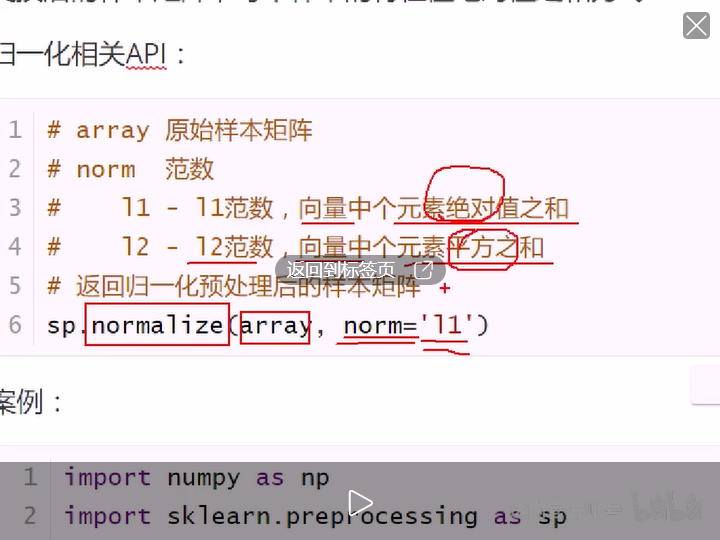 归一化相关API：
1 # array 原始样本矩阵
2 # norm 范数
3 # l1 - l1范数，向量中个元素绝对值之和
4 # l2 - l2范数，向量中个元素平方之和
返回到标签页
5 # 返回归一化预处理后的样本矩阵
6 sp.normalize(array, norm='l1')
案例：
1 import numpy as np
2 import sklearn.preprocessing as sp
bilibili